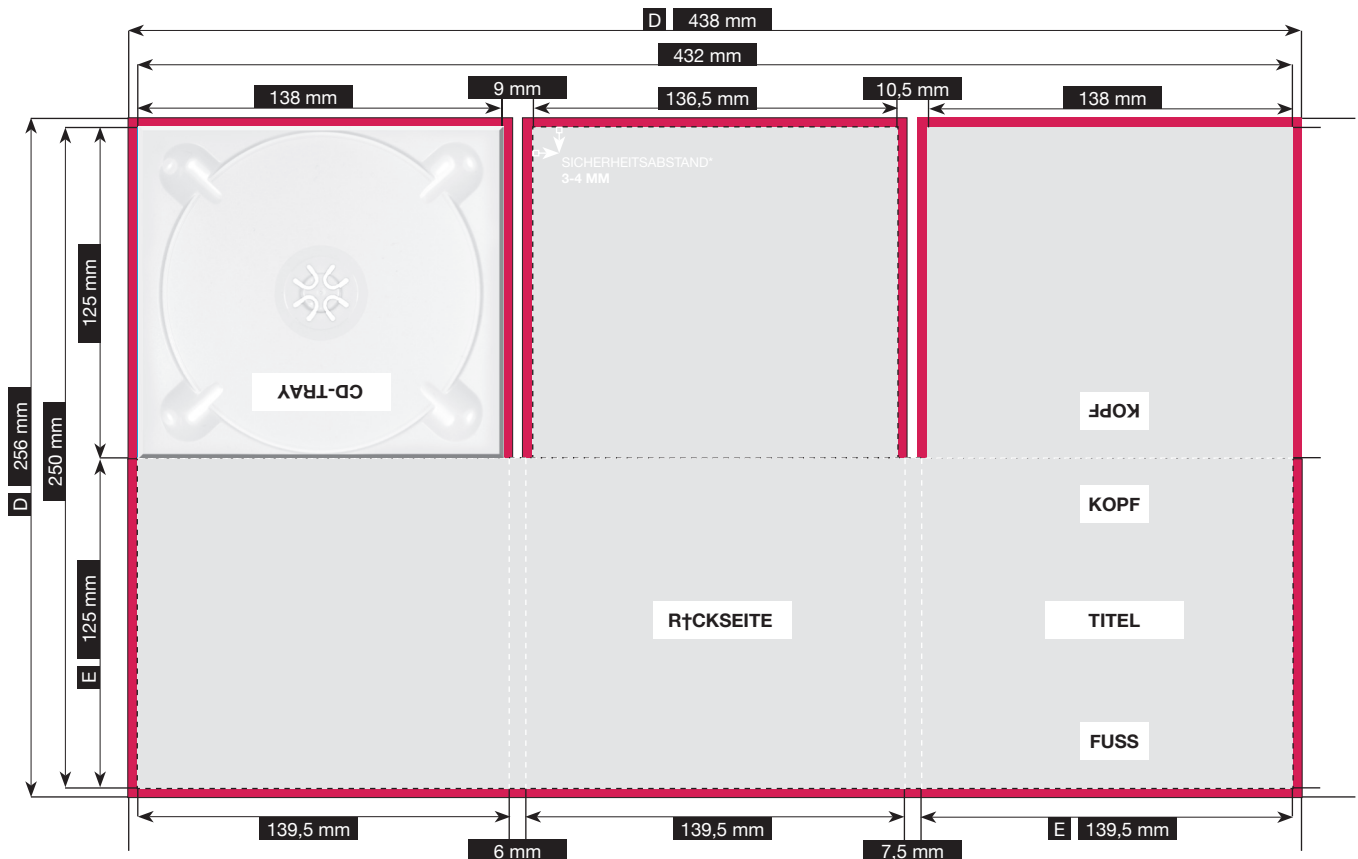 D 438 mm
432 mm
138 mm
9 mm
136,5 mm
10,5 mm
138 mm
SICHERHEITSABSTAND*
3-4 MM
125 mm
CD-TRAY
KOPF
D 256 mm
250 mm
KOPF
E 125 mm
R†CKSEITE
TITEL
FUSS
139,5 mm
6 mm
139,5 mm
7,5 mm
E 139,5 mm